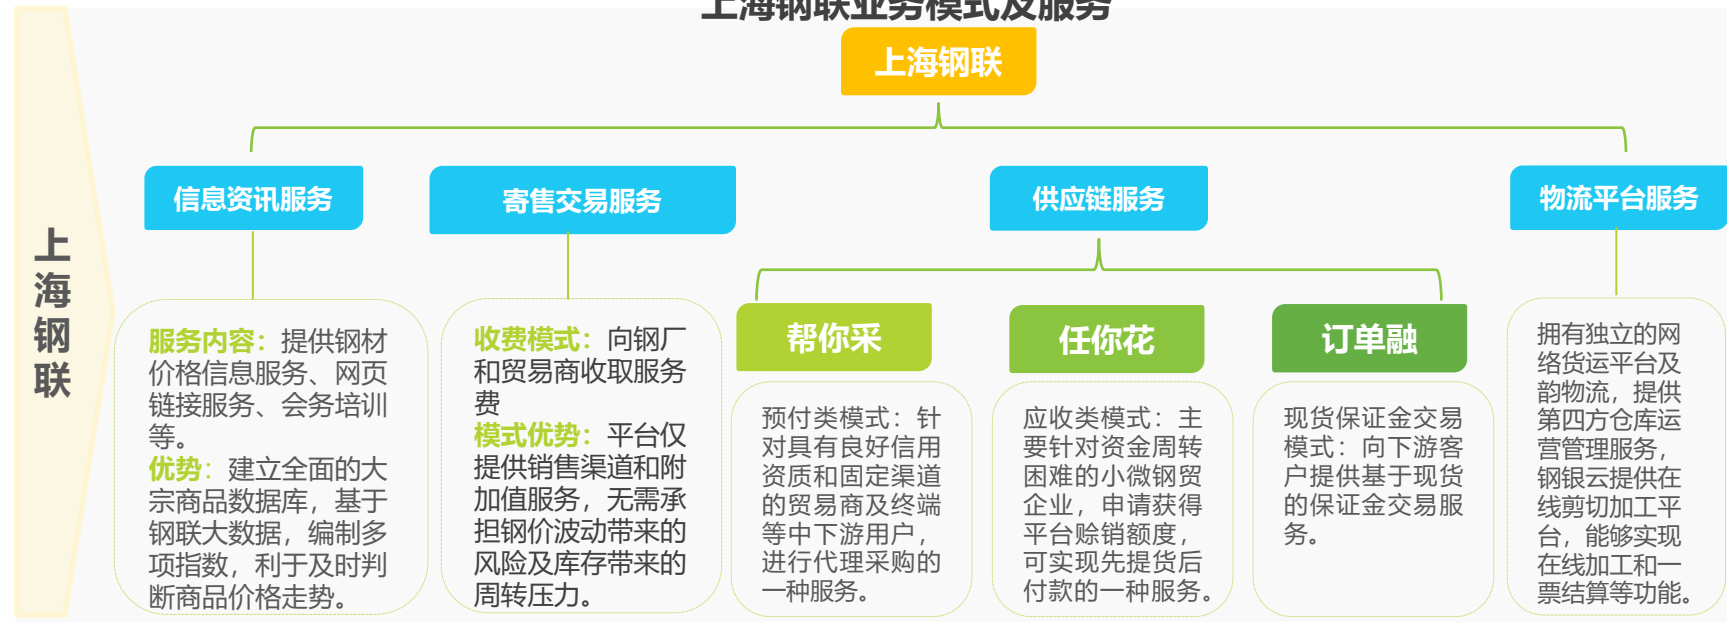 上海钢联业务模式及服务
上海钢联
上
海
钢
联
信息资讯服务
寄售交易服务
供应链服务
物流平台服务
服务内容：提供钢材
价格信息服务、网页
链接服务、会务培训
等。
优势：建立全面的大
宗商品数据库，基于
钢联大数据，编制多
项指数，利于及时判
断商品价格走势。
收费模式：向钢厂
和贸易商收取服务
费
模式优势：平台仅
提供销售渠道和附
加值服务，无需承
担钢价波动带来的
风险及库存带来的
周转压力。
帮你采
预付类模式：针
对具有良好信用
资质和固定渠道
的贸易商及终端
等中下游用户，
进行代理采购的
一种服务。
任你花
应收类模式：主
要针对资金周转
困难的小微钢贸
企业，申请获得
平台赊销额度，
可实现先提货后
付款的一种服务。
订单融
现货保证金交易
模式：向下游客
户提供基于现货
的保证金交易服
务。
拥有独立的网
络货运平台及
韵物流，提供
第四方仓库运
营管理服务，
钢银云提供在
线剪切加工平
台，能够实现
在线加工和一
票结算等功能。